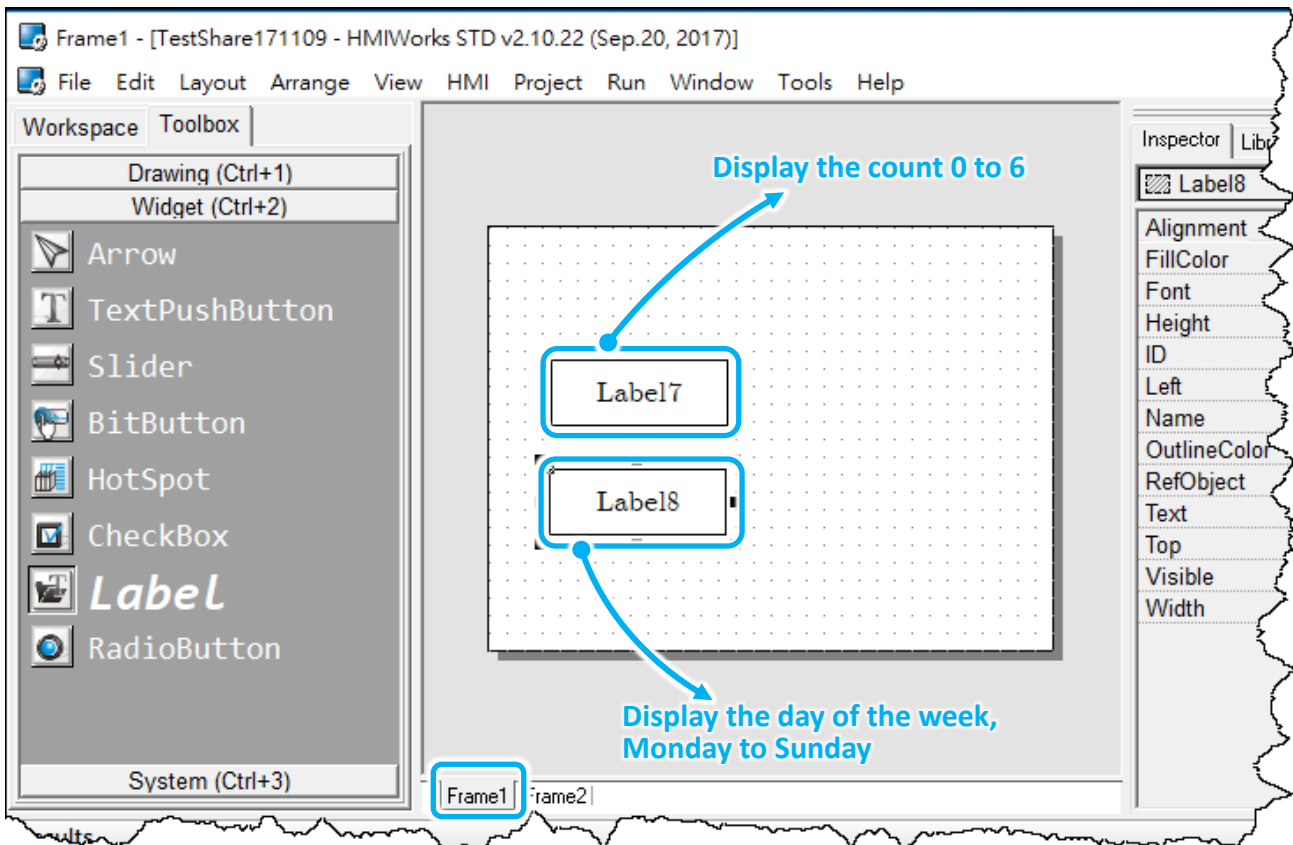 Frame1 - [TestShare171109 - HMIWorks STD v2.10.22 (Sep.20, 2017)]
File Edit Layout Arrange View HMI Project Run Window Tools Help
Workspace Toolbox
Drawing (Ctrl+1)
Widget (Ctrl+2)
Arrow
TextPushButton
Slider
BitButton
HotSpot
CheckBox
Label
RadioButton
System (Ctrl+3)
Display the count 0 to 6
Label7
Label8
Display the day of the week,
Monday to Sunday
Frame1 Frame2
Inspector
Label8
Alignment
FillColor
Font
Height
ID
Left
Name
OutlineColor
RefObject
Text
Top
Visible
Width